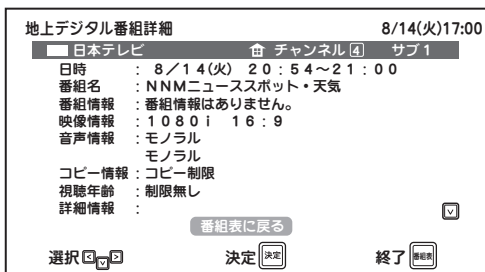 地上デジタル番組詳細 8/14(火)17:00
日本テレビ チャンネル4 サブ1
日時 : 8／14(火) 20:54～21:00
番組名 : NNMニューススポット・天気
番組情報 : 番組情報はありません。
映像情報 : 1080i 16:9
音声情報 : モノラル
モノラル
コピー情報 : コピー制限
視聴年齢 : 制限無し
詳細情報 :
番組表に戻る
選択 決定 決定 終了 番組表